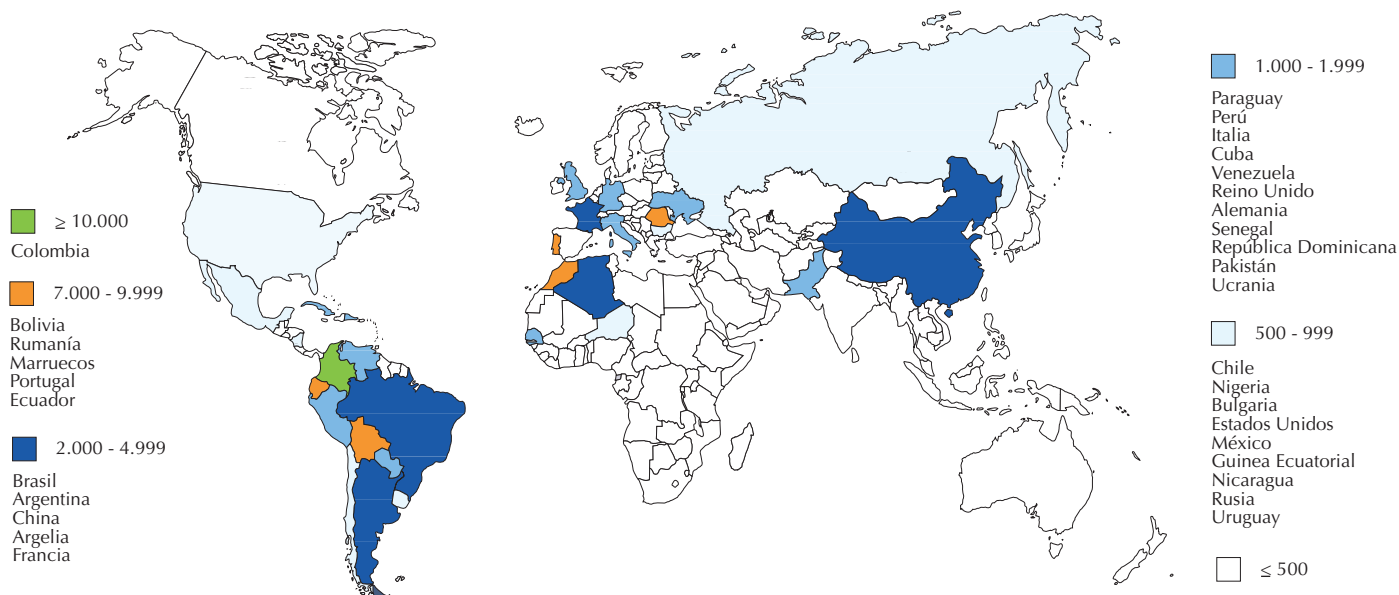 ≥ 10.000
Colombia
7.000 - 9.999
Bolivia
Rumanía
Marruecos
Portugal
Ecuador
2.000 - 4.999
Brasil
Argentina
China
Argelia
Francia
1.000 - 1.999
Paraguay
Perú
Italia
Cuba
Venezuela
Reino Unido
Alemania
Senegal
República Dominicana
Pakistán
Ucrania
500 - 999
Chile
Nigeria
Bulgaria
Estados Unidos
México
Guinea Ecuatorial
Nicaragua
Rusia
Uruguay
≤ 500